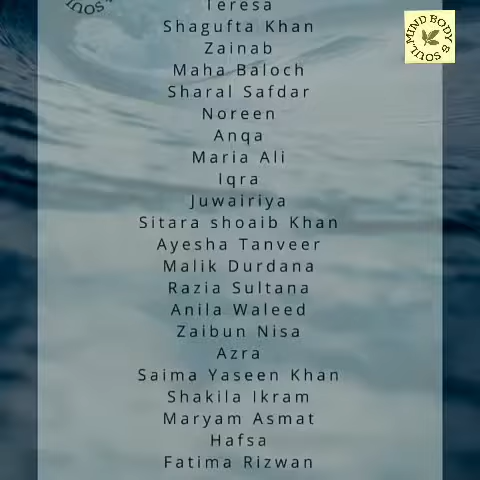 Teresa
Shagufta Khan
Zainab
Maha Baloch
Sharal Safdar
Noreen
Anqa
Maria Ali
Iqra
Juwairiya
Sitara shoaib Khan
Ayesha Tanveer
Malik Durdana
Razia Sultana
Anila Waleed
Zaibun Nisa
Azra
Saima Yaseen Khan
Shakila Ikram
Maryam Asmat
Hafsa
Fatima Rizwan
MIND BODY & SOUL
SOUL